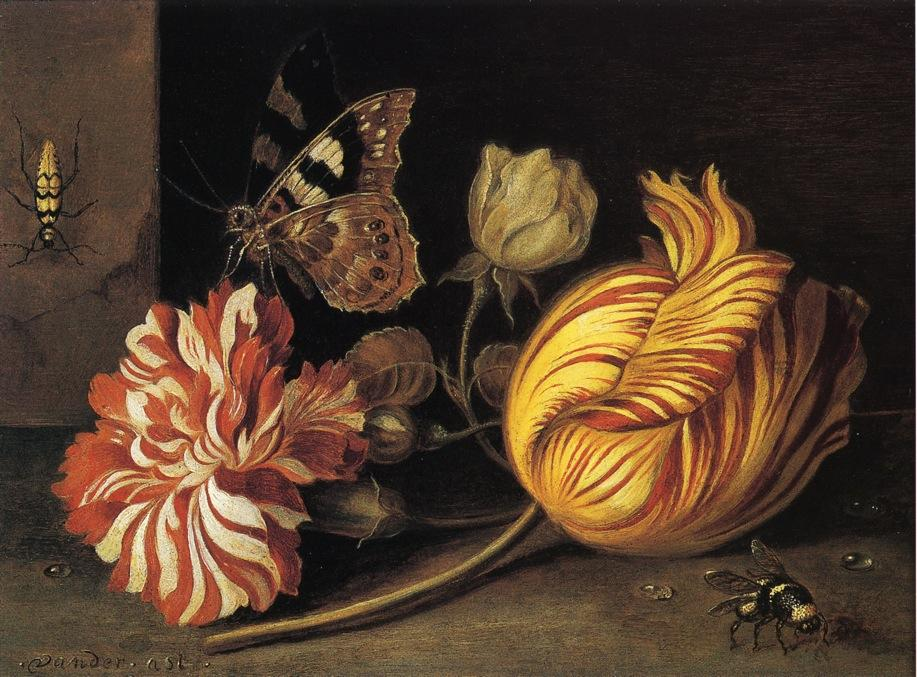 · vander · ast · ·